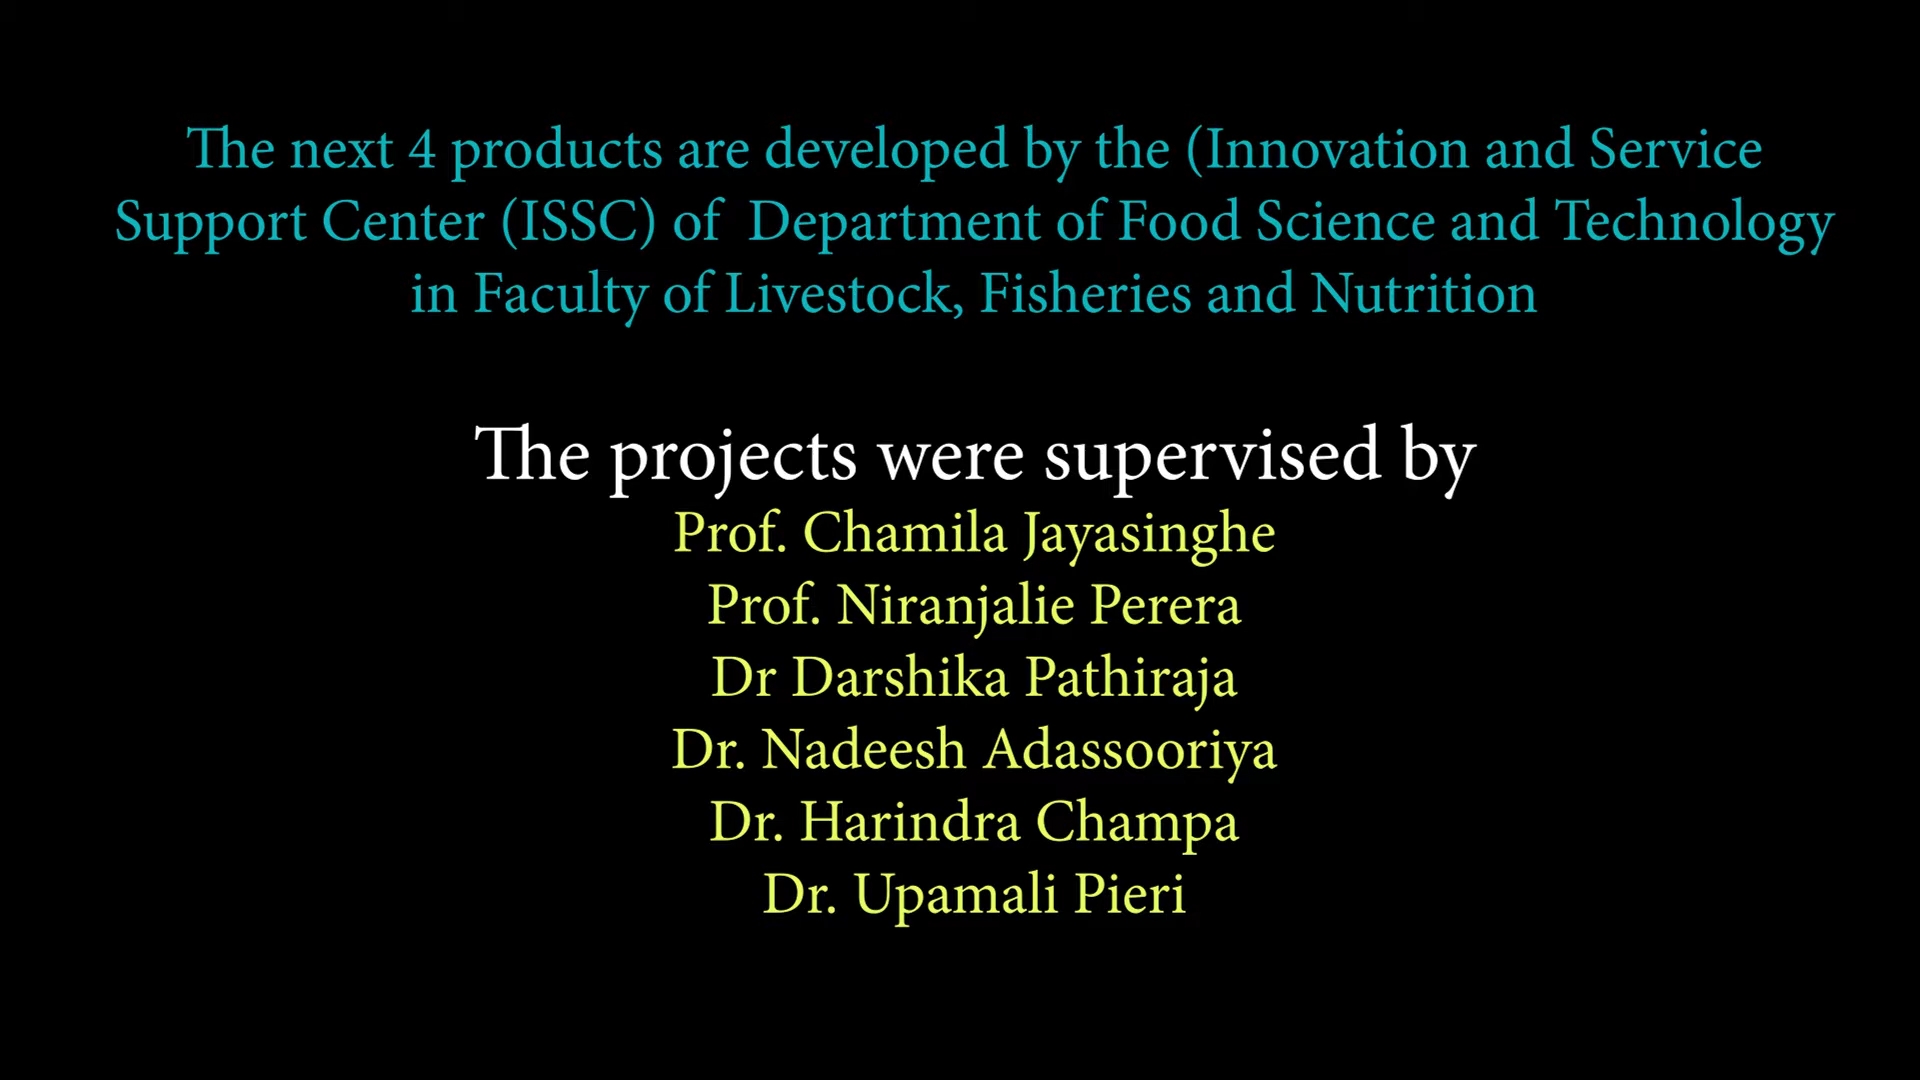 The next 4 products are developed by the (Innovation and Service
Support Center (ISSC) of  Department of Food Science and Technology
in Faculty of Livestock, Fisheries and Nutrition
The projects were supervised by
Prof. Chamila Jayasinghe
Prof. Niranjalie Perera
Dr Darshika Pathiraja
Dr. Nadeesh Adassooriya
Dr. Harindra Champa
Dr. Upamali Pieri